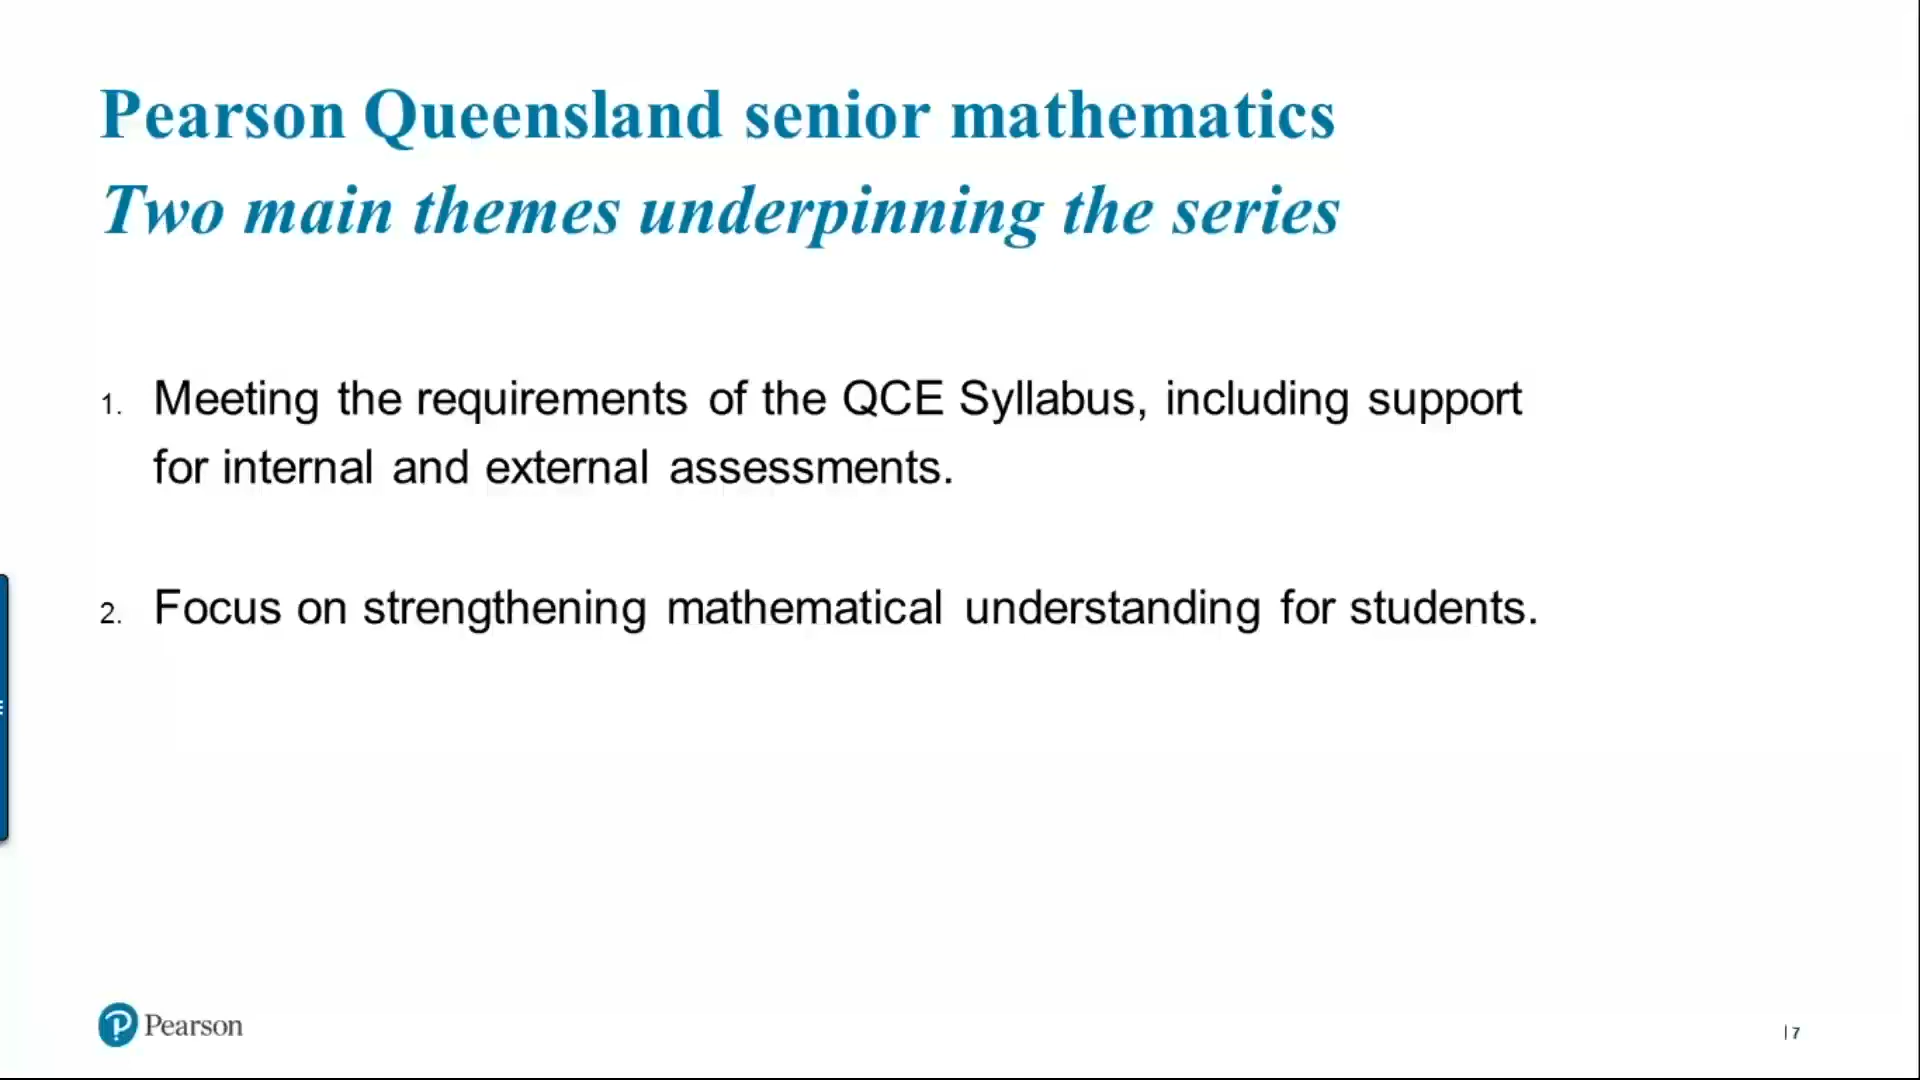 Pearson Queensland senior mathematics
Two main themes underpinning the series
1. Meeting the requirements of the QCE Syllabus, including support
for internal and external assessments.
2. Focus on strengthening mathematical understanding for students.
Pearson
| 7